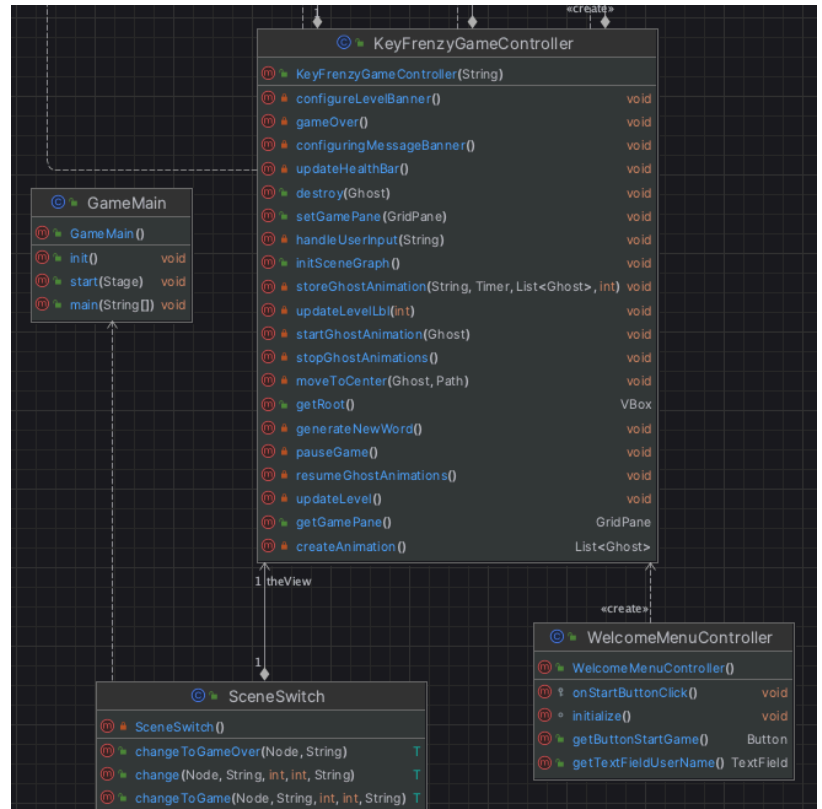 1
«create»
KeyFrenzyGameController
KeyFrenzyGameController(String)
configureLevelBanner() void
gameOver() void
configuringMessageBanner() void
updateHealthBar() void
destroy(Ghost) void
setGamePane(GridPane) void
handleUserInput(String) void
initSceneGraph() void
storeGhostAnimation(String, Timer, List<Ghost>, int) void
updateLevelLbl(int) void
startGhostAnimation(Ghost) void
stopGhostAnimations() void
moveToCenter(Ghost, Path) void
getRoot() VBox
generateNewWord() void
pauseGame() void
resumeGhostAnimations() void
updateLevel() void
getGamePane() GridPane
createAnimation() List<Ghost>
GameMain
GameMain()
init() void
start(Stage) void
main(String[]) void
1 theView
1
«create»
WelcomeMenuController
WelcomeMenuController()
onStartButtonClick() void
initialize() void
getButtonStartGame() Button
getTextFieldUserName() TextField
SceneSwitch
SceneSwitch()
changeToGameOver(Node, String) T
change(Node, String, int, int, String) T
changeToGame(Node, String, int, int, String) T